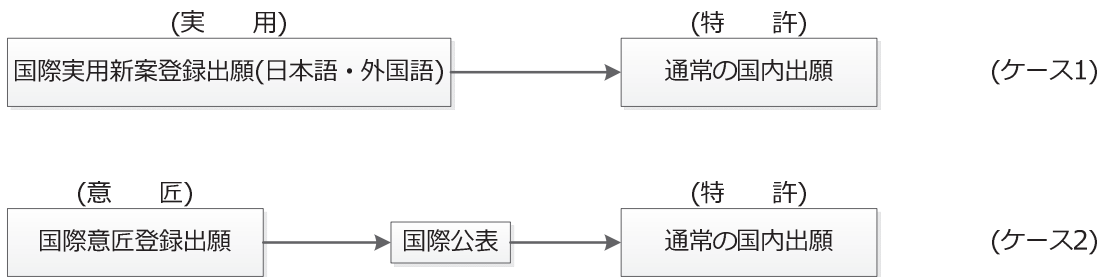 (実　　用)　(特　　許)
国際実用新案登録出願(日本語・外国語)　通常の国内出願　(ケース1)
(意　　匠)　(特　　許)
国際意匠登録出願　国際公表　通常の国内出願　(ケース2)